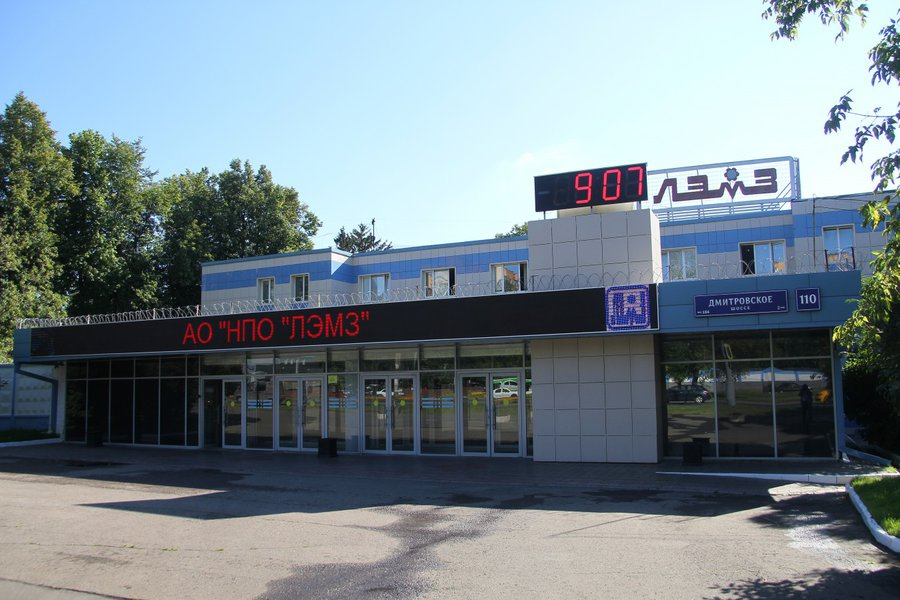 9 07
ЛЭМЗ
АО "НПО "ЛЭМЗ"
ДМИТРОВСКОЕ
ШОССЕ
110